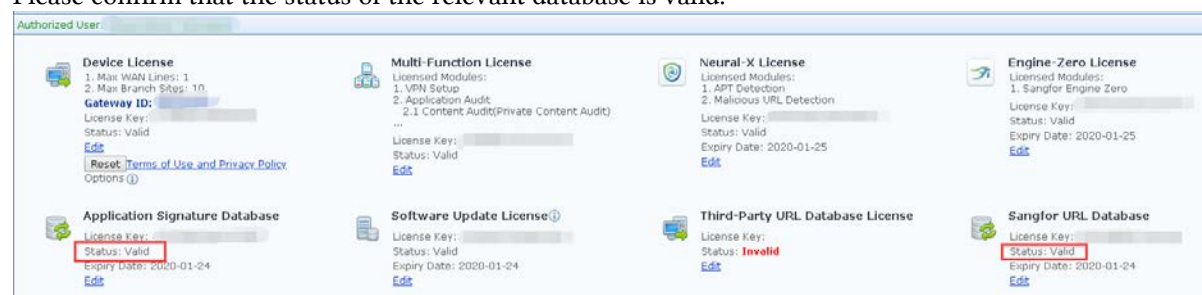 Please confirm that the status of the relevant database is valid.
Authorized User:
Device License
1. Max WAN Lines: 1
2. Max Branch Sites: 10
Gateway ID:
License Key:
Status: Valid
Edit
Reset Terms of Use and Privacy Policy
Options
Multi-Function License
Licensed Modules:
1. VPN Setup
2. Application Audit
2.1 Content Audit(Private Content Audit)
...
License Key:
Status: Valid
Edit
Neural-X License
Licensed Modules:
1. APT Detection
2. Malicious URL Detection
License Key:
Status: Valid
Expiry Date: 2020-01-25
Edit
Engine-Zero License
Licensed Modules:
1. Sangfor Engine Zero
License Key:
Status: Valid
Expiry Date: 2020-01-25
Edit
Application Signature Database
License Key:
Status: Valid
Expiry Date: 2020-01-24
Edit
Software Update License
License Key:
Status: Valid
Expiry Date: 2020-01-24
Edit
Third-Party URL Database License
License Key:
Status: Invalid
Edit
Sangfor URL Database
License Key:
Status: Valid
Expiry Date: 2020-01-24
Edit